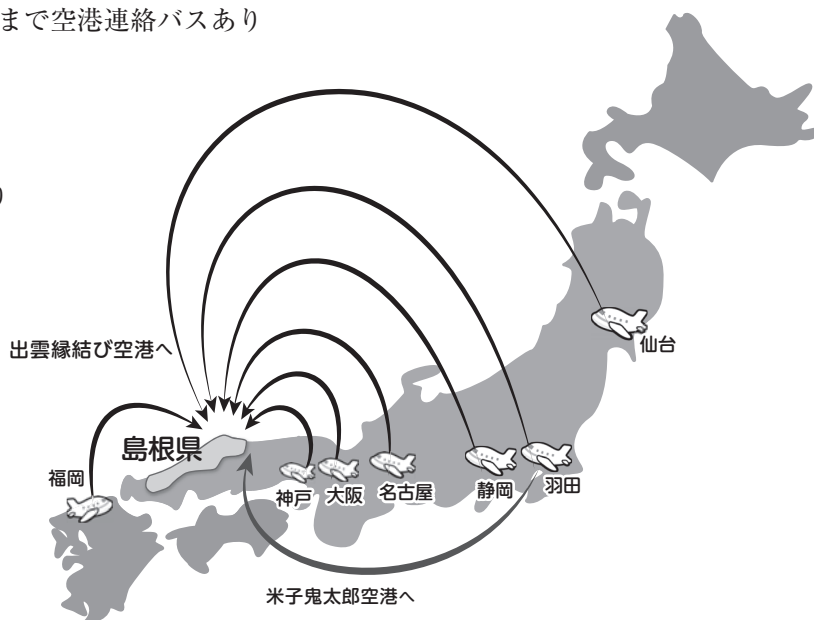 まで空港連絡バスあり
り
仙台
出雲縁結び空港へ
島根県
福岡
神戸
大阪
名古屋
静岡
羽田
米子鬼太郎空港へ